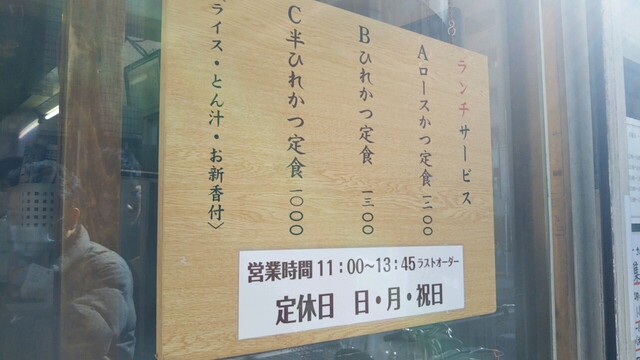 ランチサービス
Aロースかつ定食 一二〇〇
Bひれかつ定食 一三〇〇
C半ひれかつ定食 一〇〇〇
ライス・とん汁・お新香付〉
営業時間 11:00〜13:45 ラストオーダー
定休日 日・月・祝日